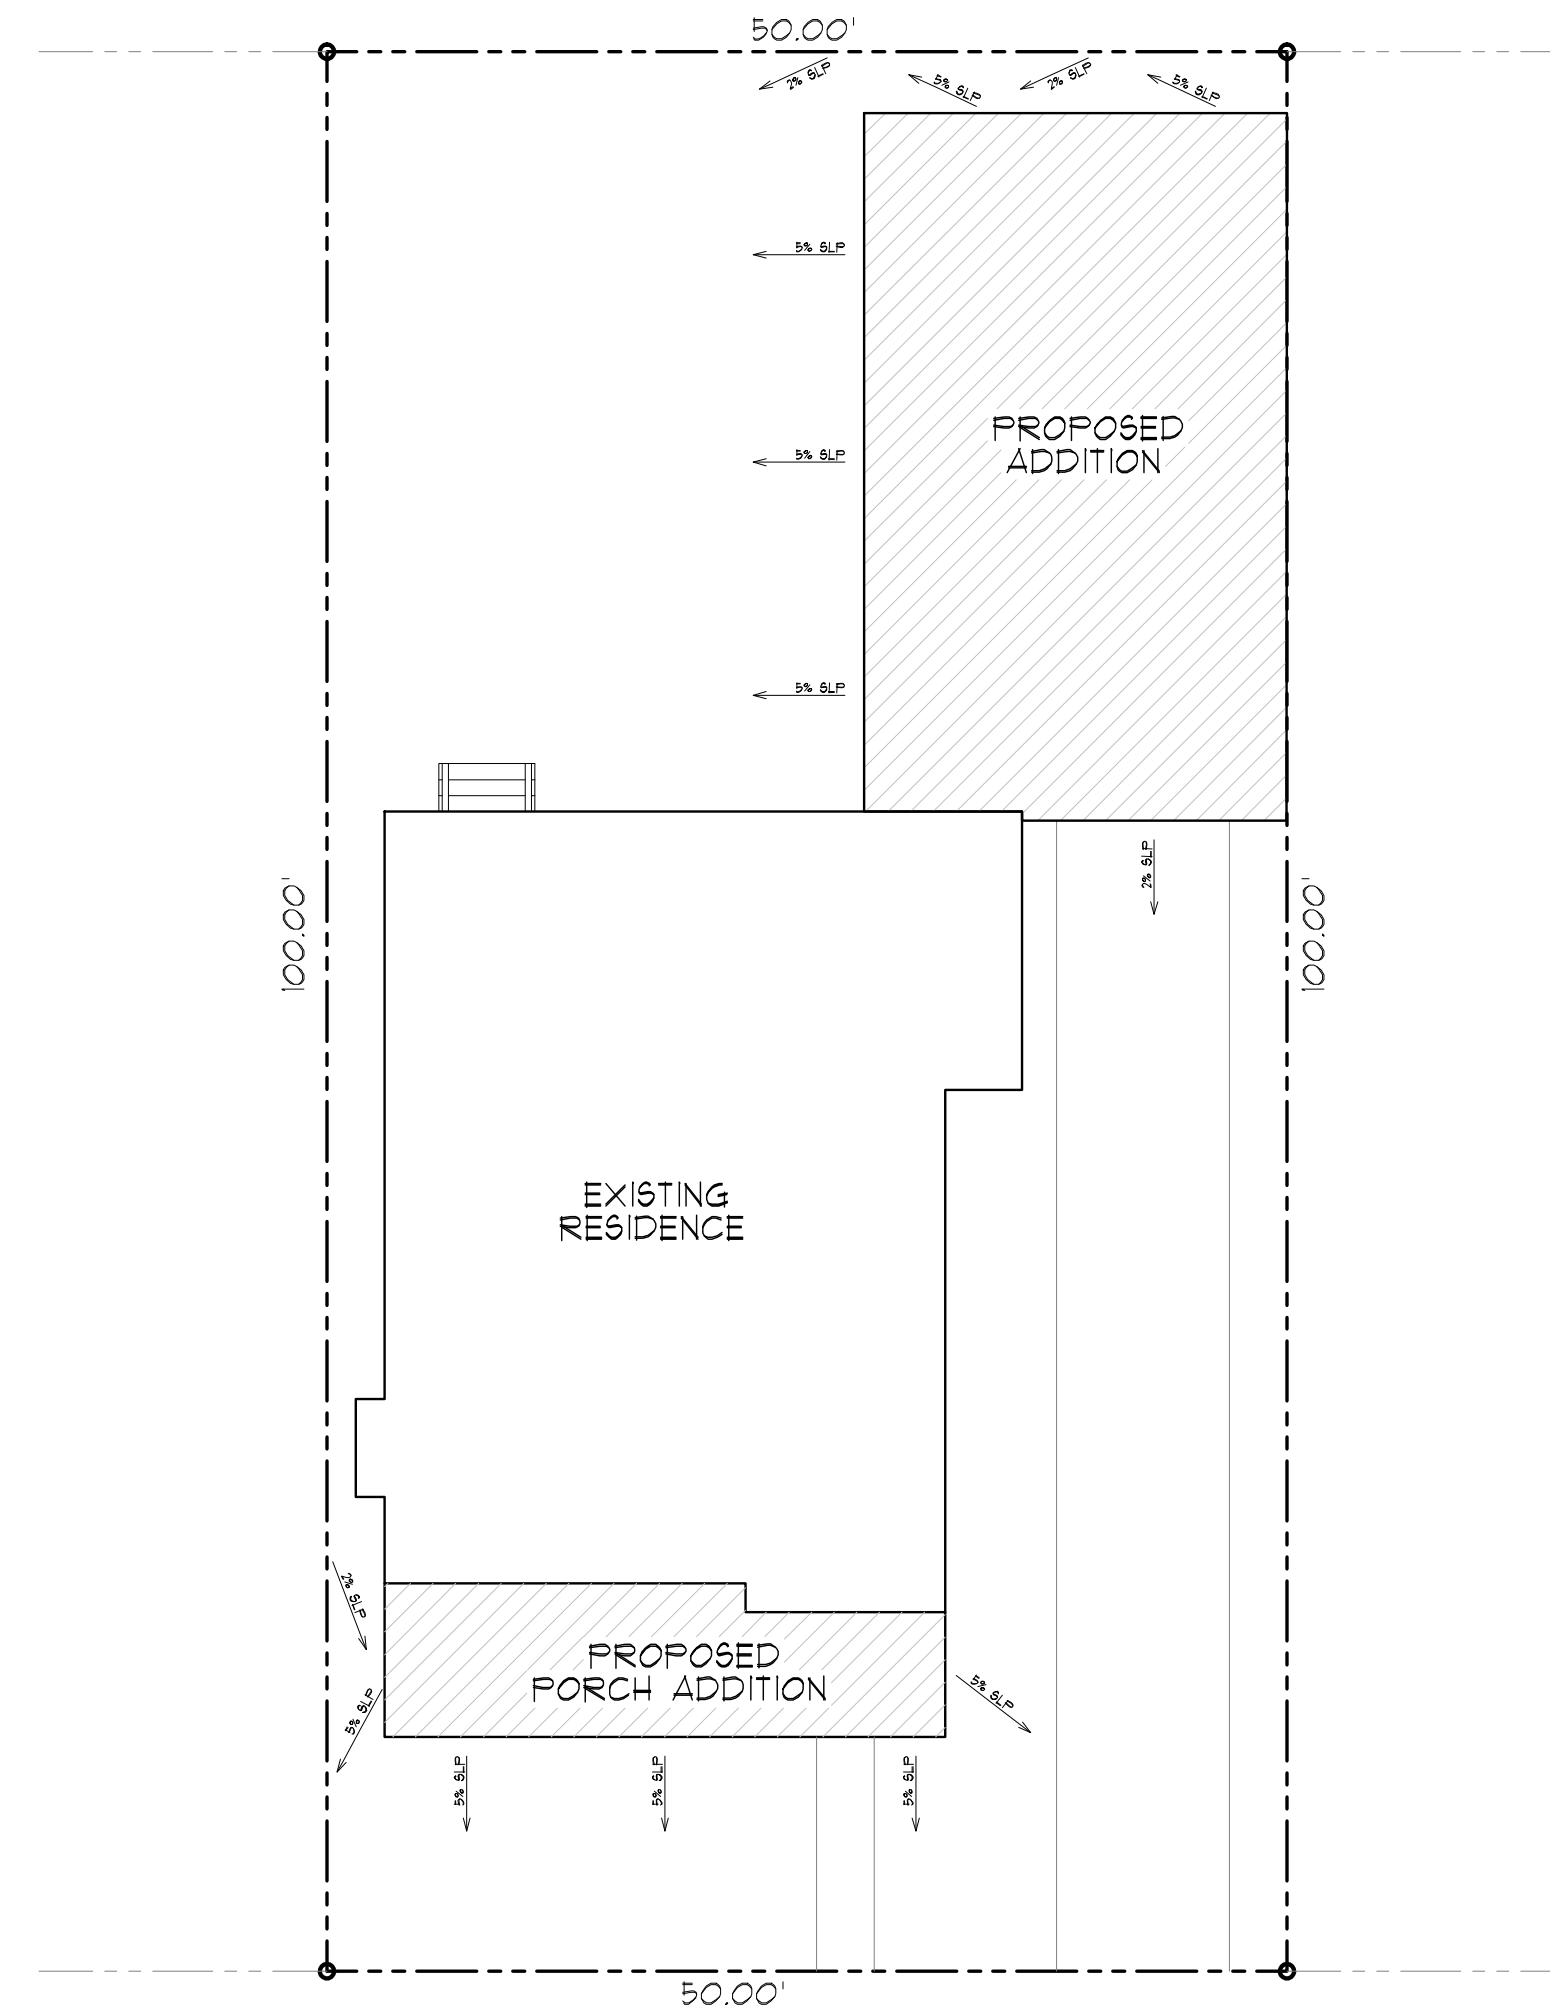 50.00'
2% SLP
5% SLP
2% SLP
5% SLP
5% SLP
PROPOSED
ADDITION
5% SLP
5% SLP
2% SLP
100.00'
100.00'
EXISTING
RESIDENCE
2% SLP
PROPOSED
PORCH ADDITION
5% SLP
5% SLP
5% SLP
5% SLP
5% SLP
50.00'